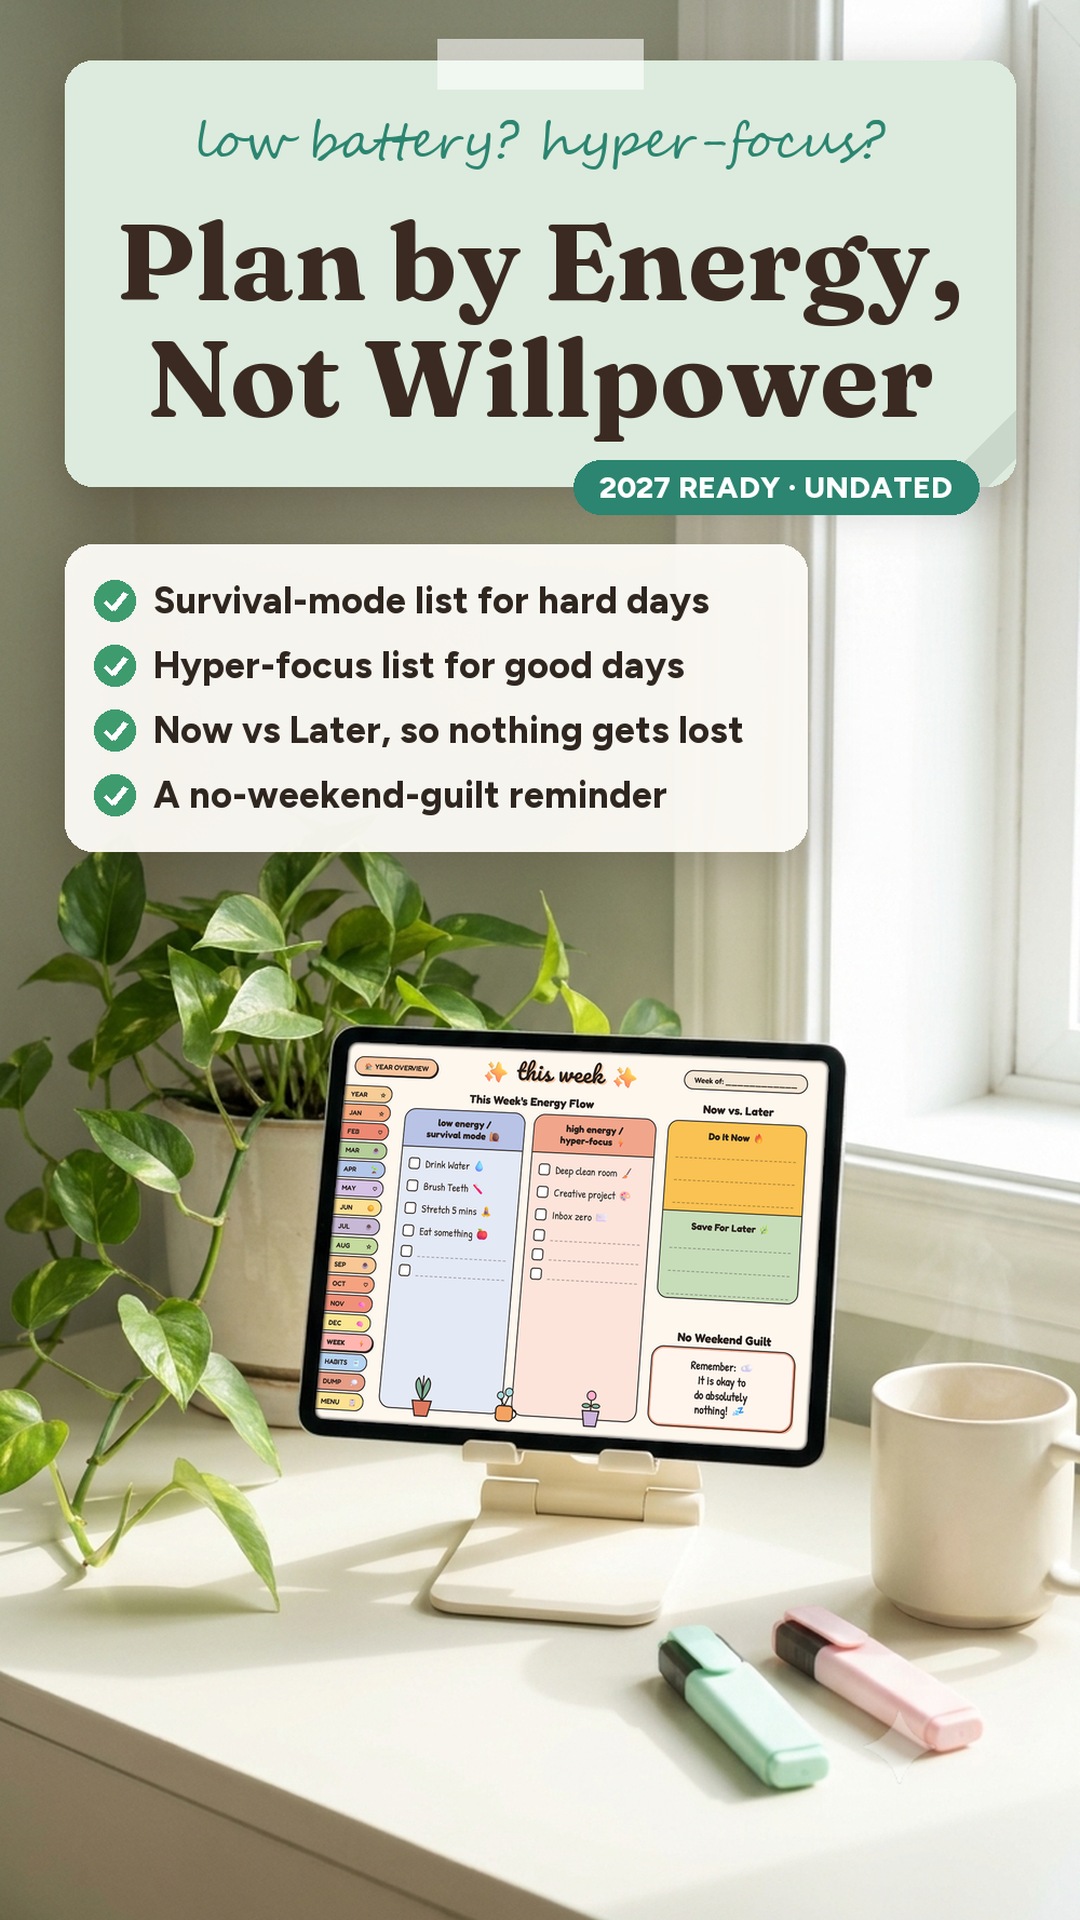 low battery? hyper-focus?
Plan by Energy,
Not Willpower
2027 READY · UNDATED
Survival-mode list for hard days
Hyper-focus list for good days
Now vs Later, so nothing gets lost
A no-weekend-guilt reminder
YEAR OVERVIEW
this week
Week of:
This Week's Energy Flow
YEAR
JAN
FEB
MAR
APR
MAY
JUN
JUL
AUG
SEP
OCT
NOV
DEC
WEEK
HABITS
DUMP
MENU
low energy /
survival mode
Drink Water
Brush Teeth
Stretch 5 mins
Eat something
high energy /
hyper-focus
Deep clean room
Creative project
Inbox zero
Now vs. Later
Do It Now
Save For Later
No Weekend Guilt
Remember:
It is okay to
do absolutely
nothing!